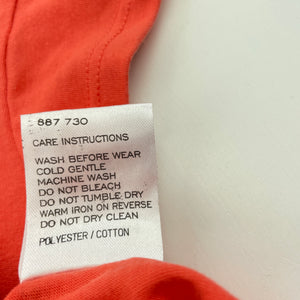 887 730
CARE INSTRUCTIONS
WASH BEFORE WEAR
COLD GENTLE
MACHINE WASH
DO NOT BLEACH
DO NOT TUMBLE DRY
WARM IRON ON REVERSE
DO NOT DRY CLEAN
POLYESTER / COTTON